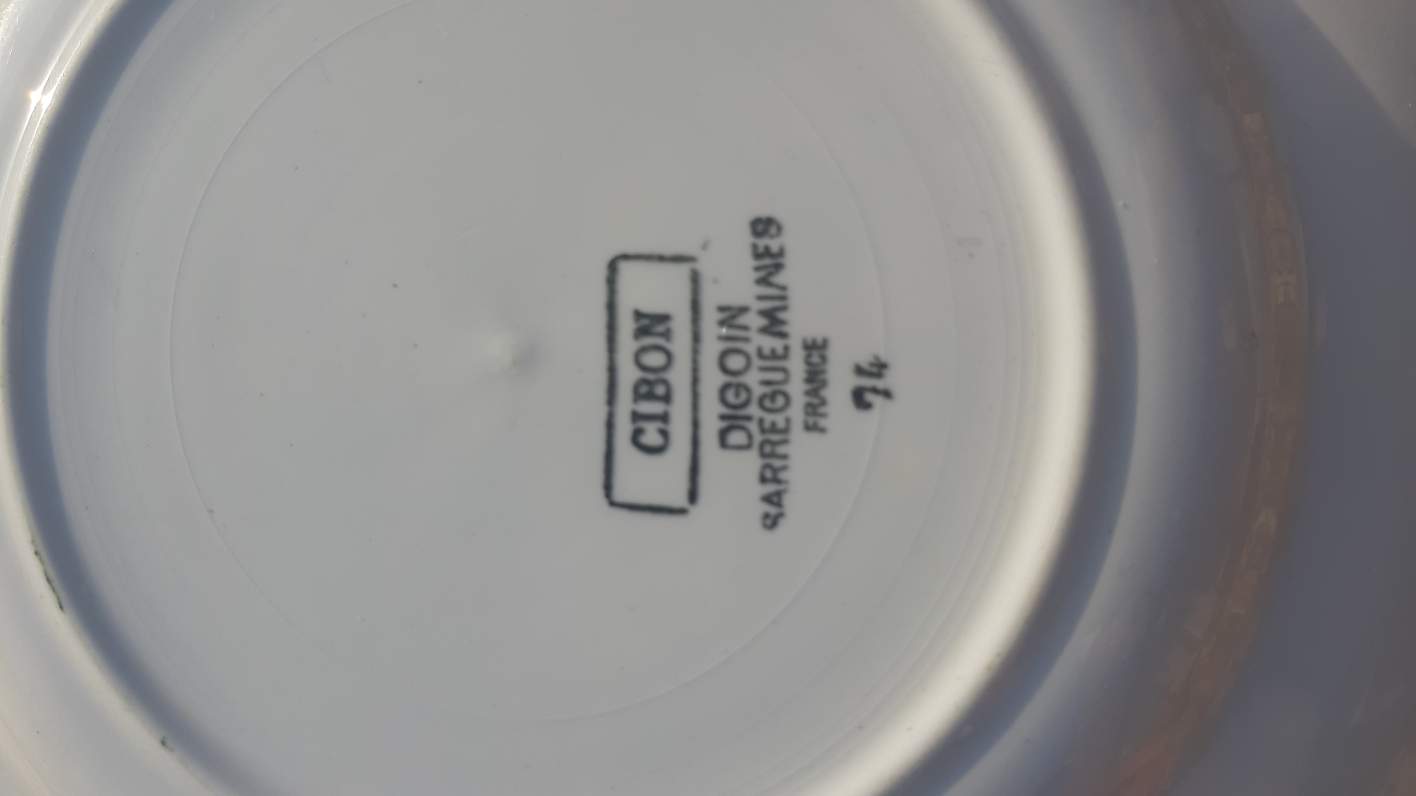 CIBON
DIGOIN
SARREGUEMINES
FRANCE
74